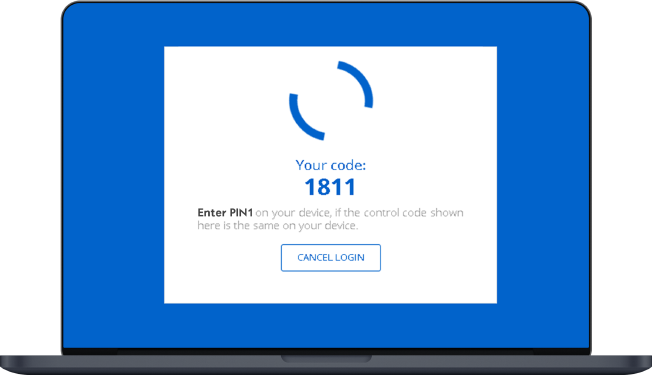 Your code:
1811
Enter PIN1 on your device, if the control code shown
here is the same on your device.
CANCEL LOGIN